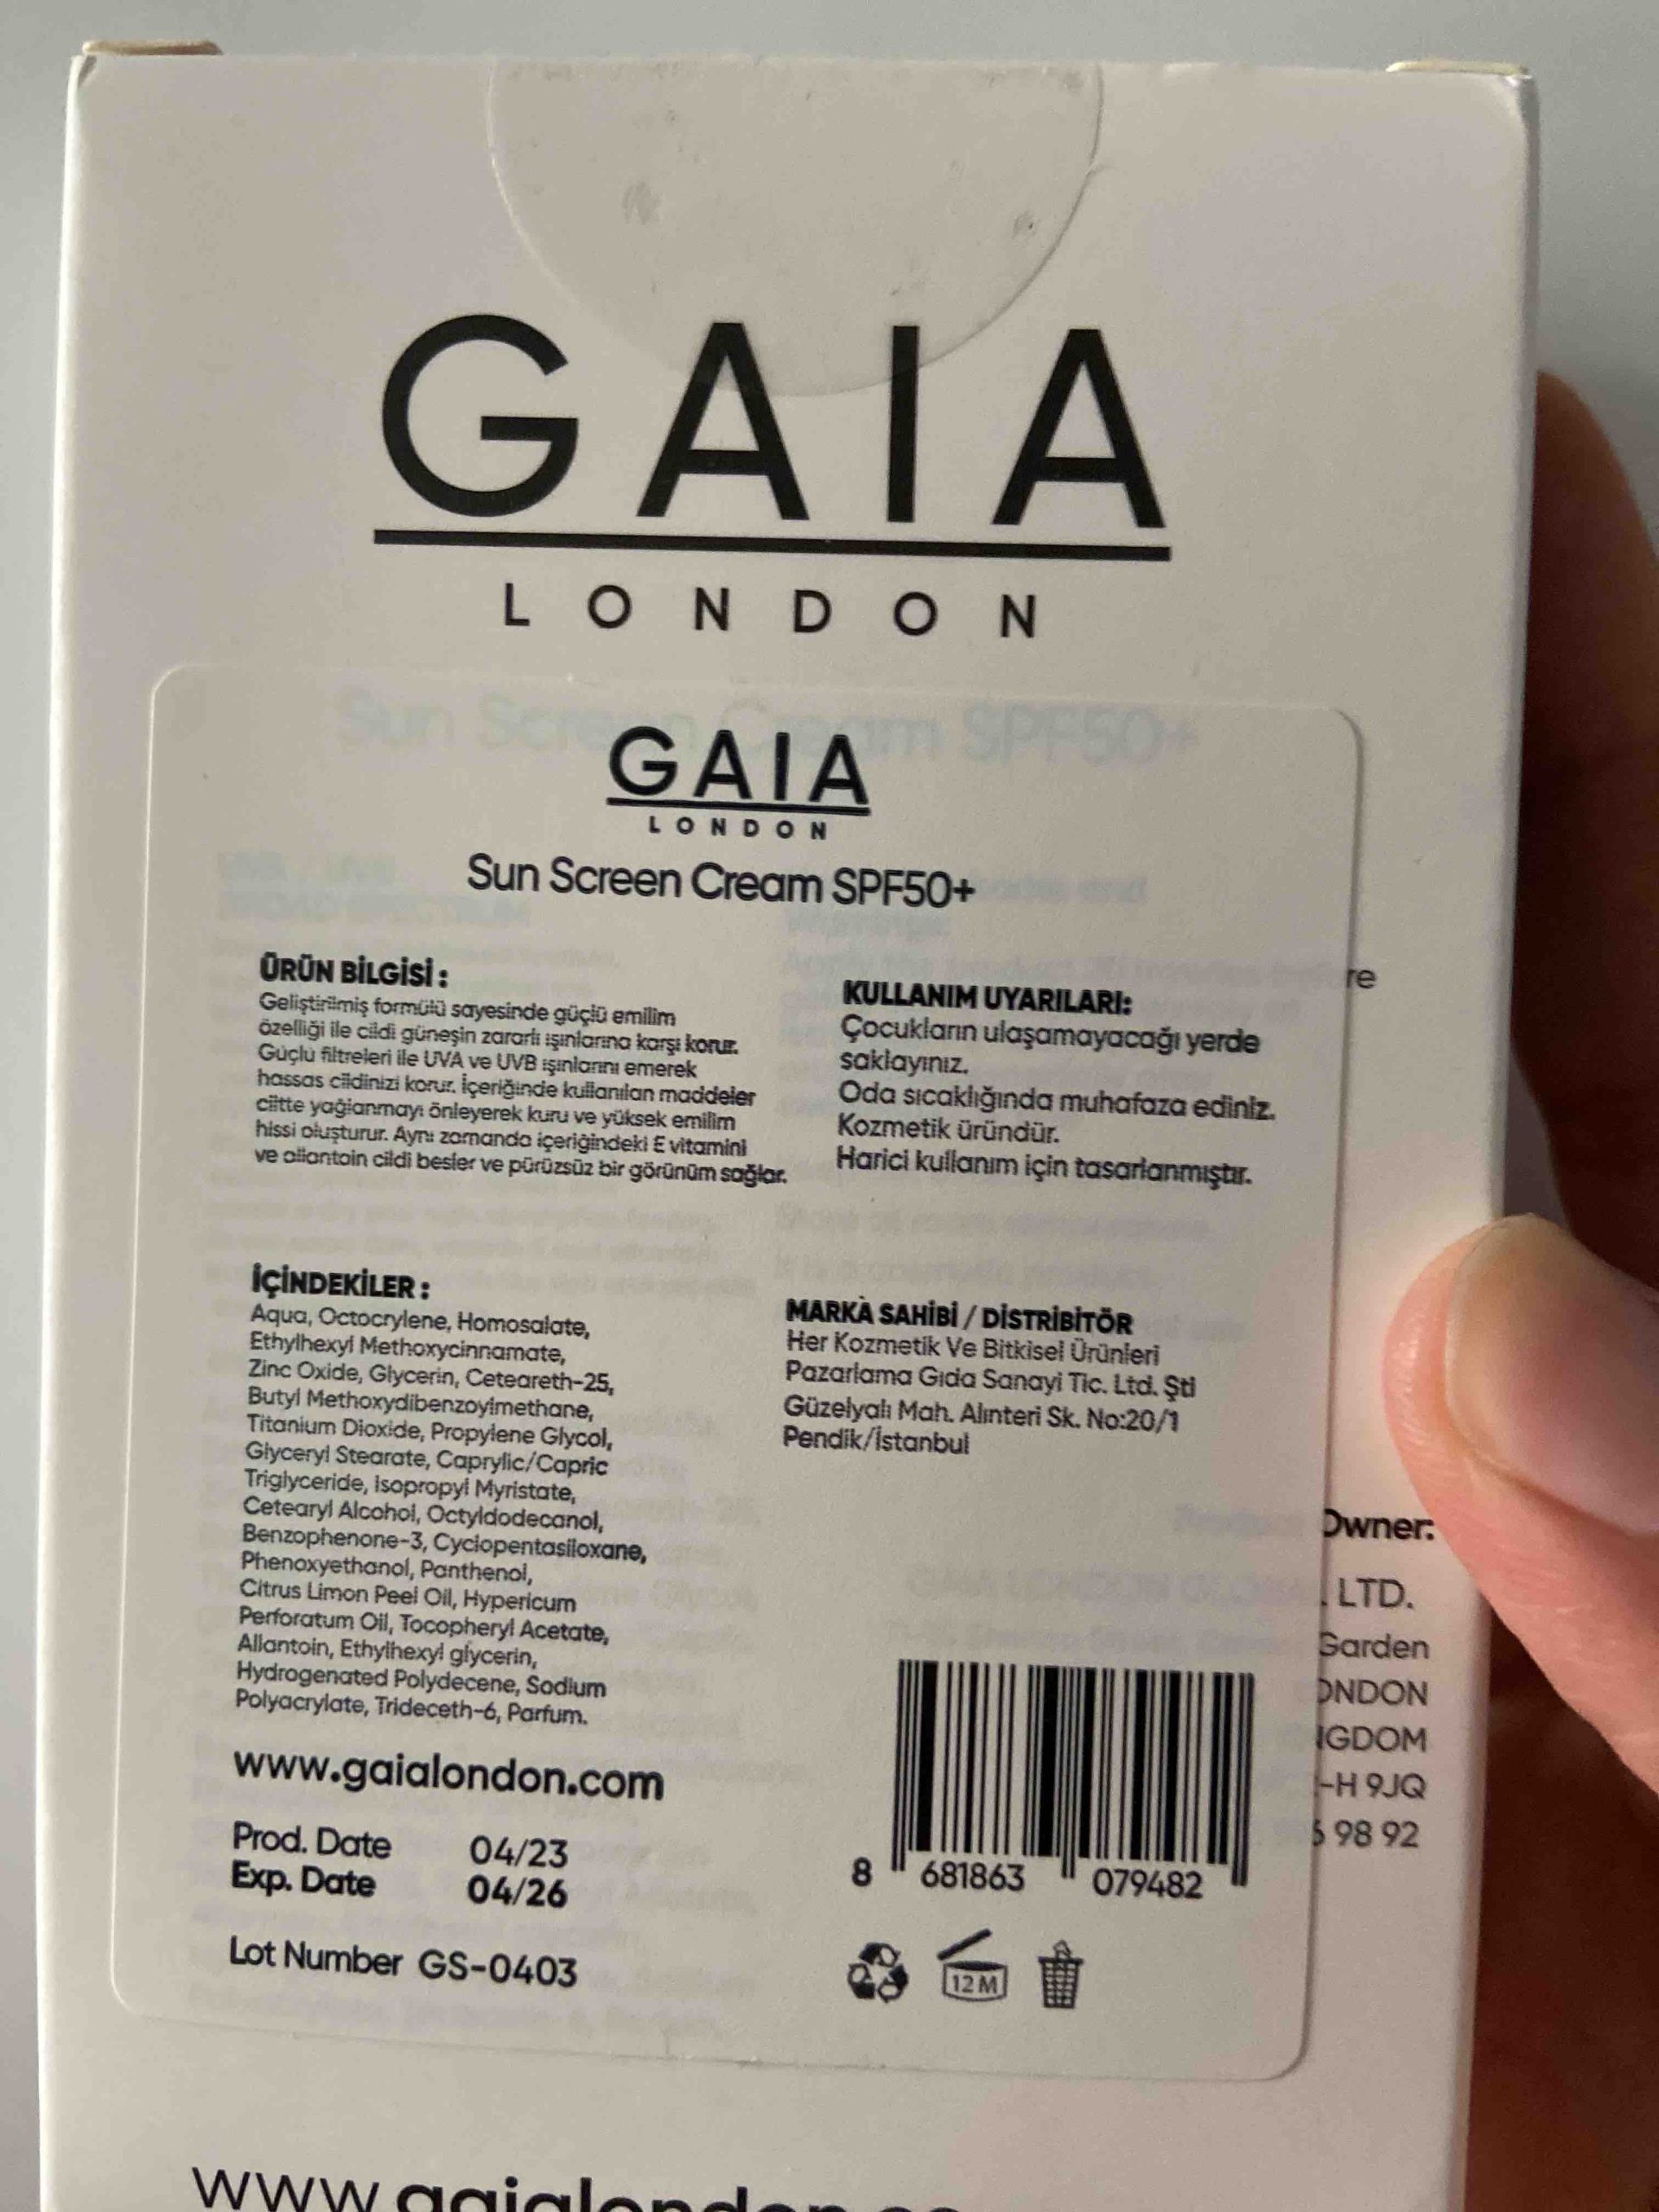 GAIA
LONDON
GAIA
LONDON
Sun Screen Cream SPF50+
ÜRÜN BİLGİSİ :
Geliştirilmiş formülü sayesinde güçlü emilim
özelliği ile cildi güneşin zararlı ışınlarına karşı korur.
Güçlü filtreleri ile UVA ve UVB ışınlarını emerek
hassas cildinizi korur. İçeriğinde kullanılan maddeler
ciltte yağlanmayı önleyerek kuru ve yüksek emilim
hissi oluşturur. Aynı zamanda içeriğindeki E vitamini
ve allantoin cildi besler ve pürüzsüz bir görünüm sağlar.
KULLANIM UYARILARI:
Çocukların ulaşamayacağı yerde
saklayınız.
Oda sıcaklığında muhafaza ediniz.
Kozmetik üründür.
Harici kullanım için tasarlanmıştır.
re
İÇİNDEKİLER :
Aqua, Octocrylene, Homosalate,
Ethylhexyl Methoxycinnamate,
Zinc Oxide, Glycerin, Ceteareth-25,
Butyl Methoxydibenzoylmethane,
Titanium Dioxide, Propylene Glycol,
Glyceryl Stearate, Caprylic/Capric
Triglyceride, Isopropyl Myristate,
Cetearyl Alcohol, Octyldodecanol,
Benzophenone-3, Cyclopentasiloxane,
Phenoxyethanol, Panthenol,
Citrus Limon Peel Oil, Hypericum
Perforatum Oil, Tocopheryl Acetate,
Allantoin, Ethylhexyl glycerin,
Hydrogenated Polydecene, Sodium
Polyacrylate, Trideceth-6, Parfum.
MARKA SAHİBİ / DİSTRİBİTÖR
Her Kozmetik Ve Bitkisel Ürünleri
Pazarlama Gıda Sanayi Tic. Ltd. Şti
Güzelyalı Mah. Alınteri Sk. No:20/1
Pendik/İstanbul
Owner:
LTD.
Garden
ONDON
NGDOM
H 9JQ
6 98 92
www.gaialondon.com
Prod. Date 04/23
Exp. Date 04/26
Lot Number GS-0403
8 681863 079482
12 M
www.gaialondon.co